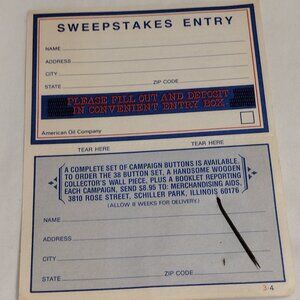 SWEEPSTAKES ENTRY
NAME
ADDRESS
CITY
STATE ZIP CODE
PLEASE FILL OUT AND DEPOSIT
IN CONVENIENT ENTRY BOX
American Oil Company
TEAR HERE TEAR HERE
A COMPLETE SET OF CAMPAIGN BUTTONS IS AVAILABLE.
TO ORDER THE 38 BUTTON SET, A HANDSOME WOODEN
COLLECTOR'S WALL PIECE, PLUS A BOOKLET REPORTING
EACH CAMPAIGN, SEND $6.95 TO: MERCHANDISING AIDS,
3810 ROSE STREET, SCHILLER PARK, ILLINOIS 60176
(ALLOW 8 WEEKS FOR DELIVERY.)
NAME
ADDRESS
CITY
STATE ZIP CODE
3-4